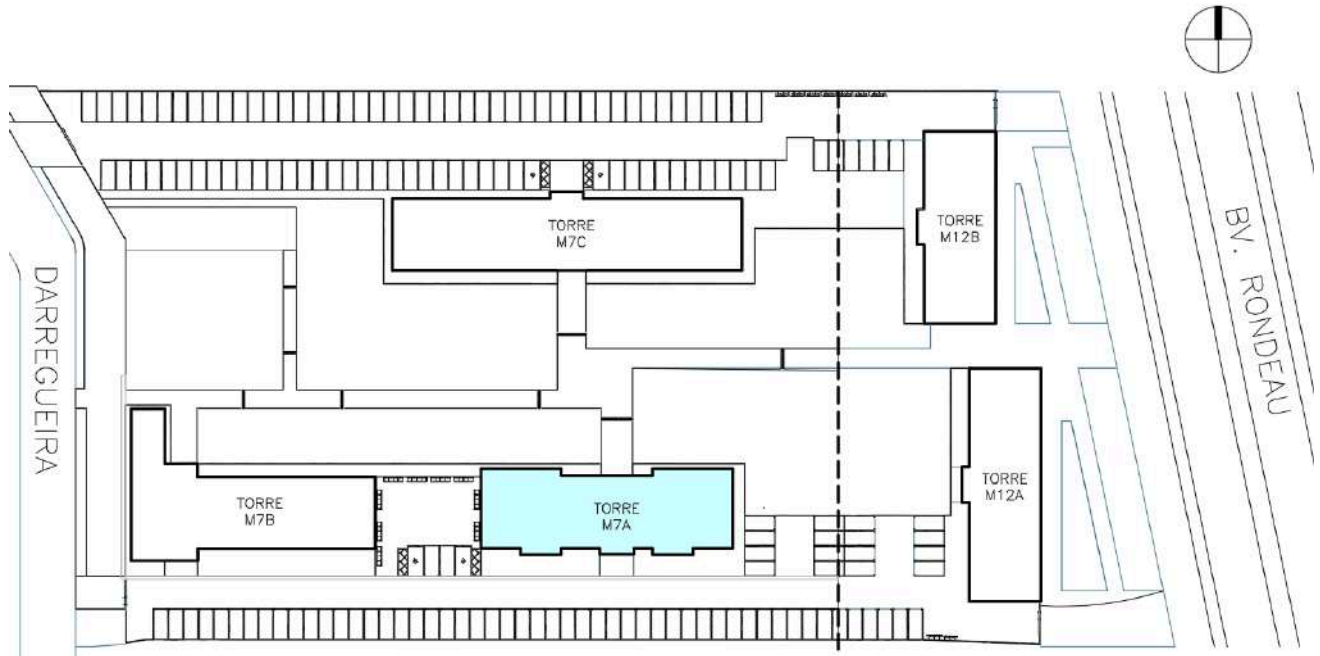 TORRE
M7C
TORRE
M12B
BV. RONDEAU
DARREGUEIRA
TORRE
M7B
TORRE
M7A
TORRE
M12A